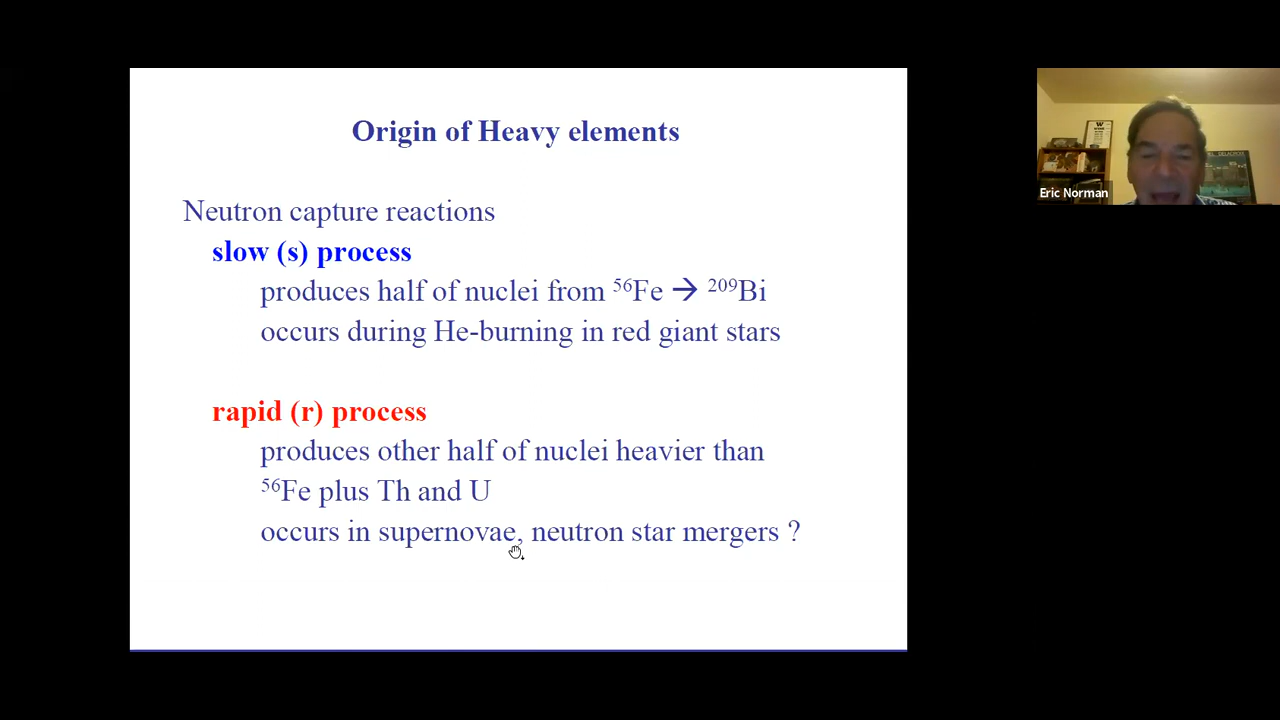 Origin of Heavy elements
Neutron capture reactions
slow (s) process
produces half of nuclei from ⁵⁶Fe → ²⁰⁹Bi
occurs during He-burning in red giant stars
rapid (r) process
produces other half of nuclei heavier than
⁵⁶Fe plus Th and U
occurs in supernovae, neutron star mergers ?
Eric Norman